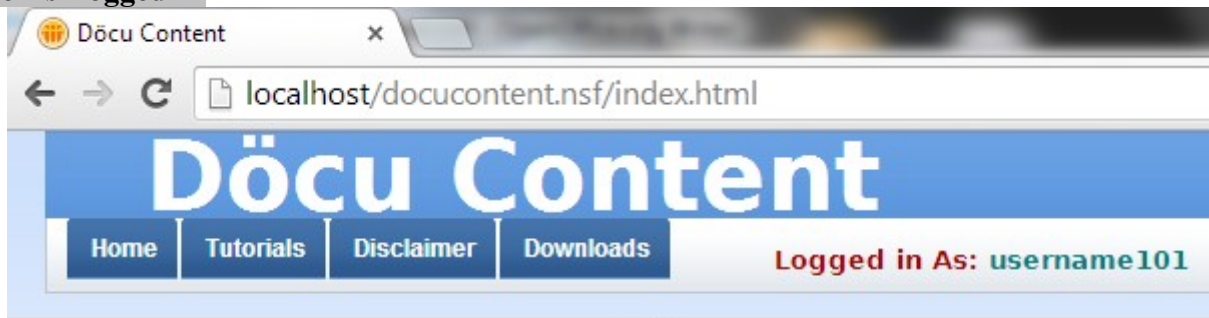 Döcu Content
localhost/docucontent.nsf/index.html
Döcu Content
Home Tutorials Disclaimer Downloads
Logged in As: username101